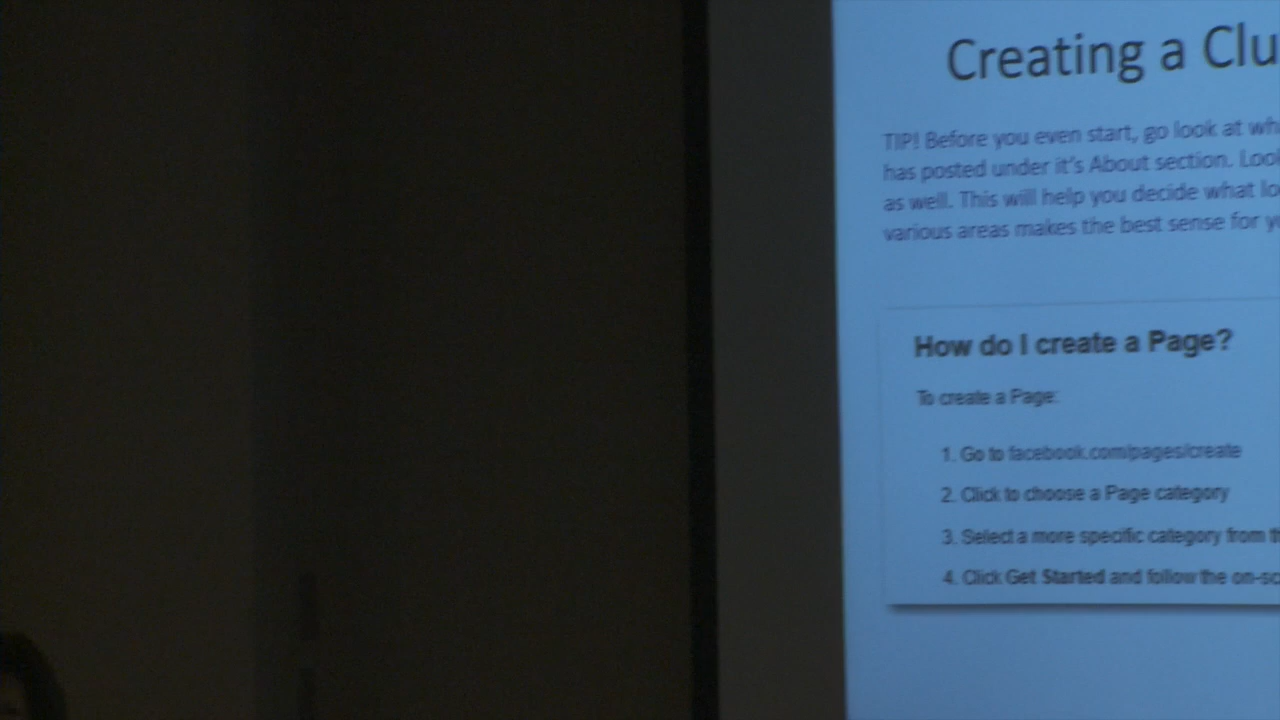 Creating a Clu
TIP! Before you even start, go look at wh
has posted under it's About section. Look
as well. This will help you decide what lo
various areas makes the best sense for yo
How do I create a Page?
To create a Page:
1. Go to facebook.com/pages/create
2. Click to choose a Page category
3. Select a more specific category from th
4. Click Get Started and follow the on-sc